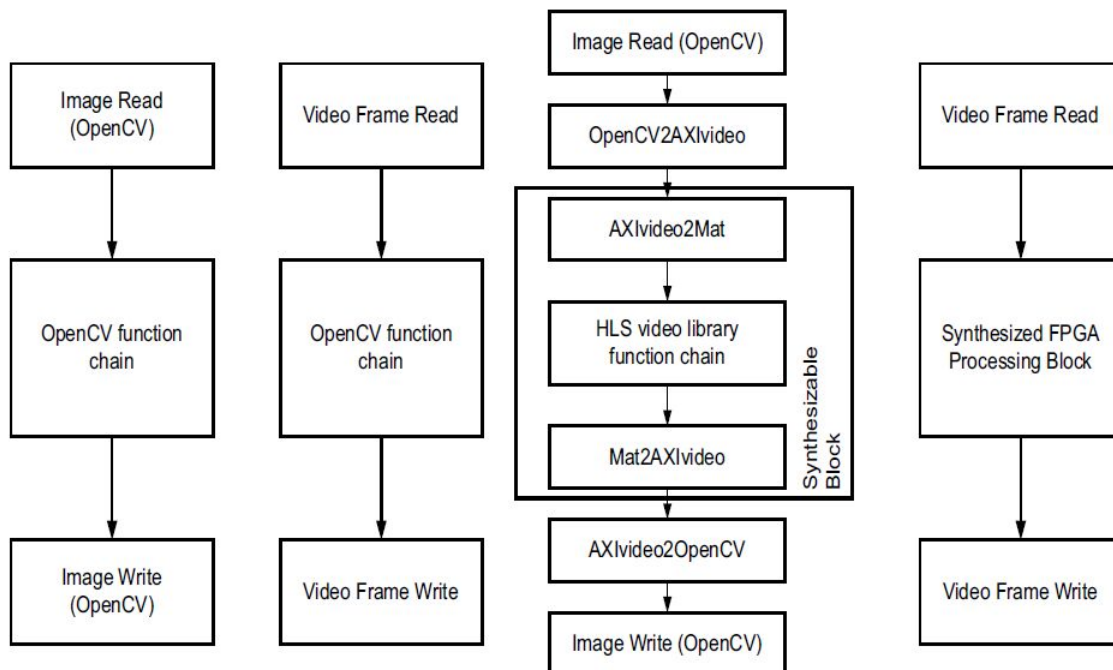 Image Read
(OpenCV)
OpenCV function
chain
Image Write
(OpenCV)
Video Frame Read
OpenCV function
chain
Video Frame Write
Image Read (OpenCV)
OpenCV2AXIvideo
AXIvideo2Mat
HLS video library
function chain
Mat2AXIvideo
Synthesizable
Block
AXIvideo2OpenCV
Image Write (OpenCV)
Video Frame Read
Synthesized FPGA
Processing Block
Video Frame Write